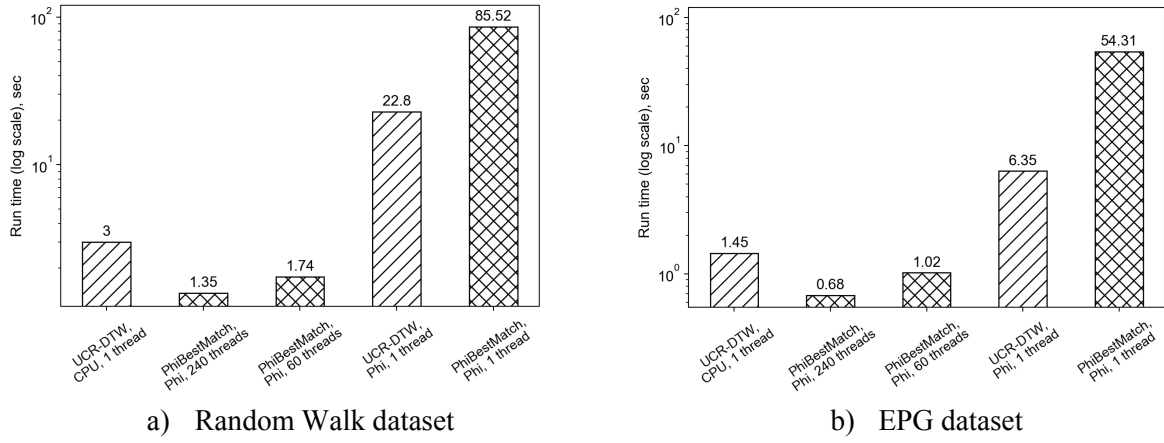 10²
10¹
Run time (log scale), sec
3
1.35
1.74
22.8
85.52
UCR-DTW,
CPU, 1 thread
PhiBestMatch,
Phi, 240 threads
PhiBestMatch,
Phi, 60 threads
UCR-DTW,
Phi, 1 thread
PhiBestMatch,
Phi, 1 thread
a) Random Walk dataset
10²
10¹
10⁰
Run time (log scale), sec
1.45
0.68
1.02
6.35
54.31
UCR-DTW,
CPU, 1 thread
PhiBestMatch,
Phi, 240 threads
PhiBestMatch,
Phi, 60 threads
UCR-DTW,
Phi, 1 thread
PhiBestMatch,
Phi, 1 thread
b) EPG dataset